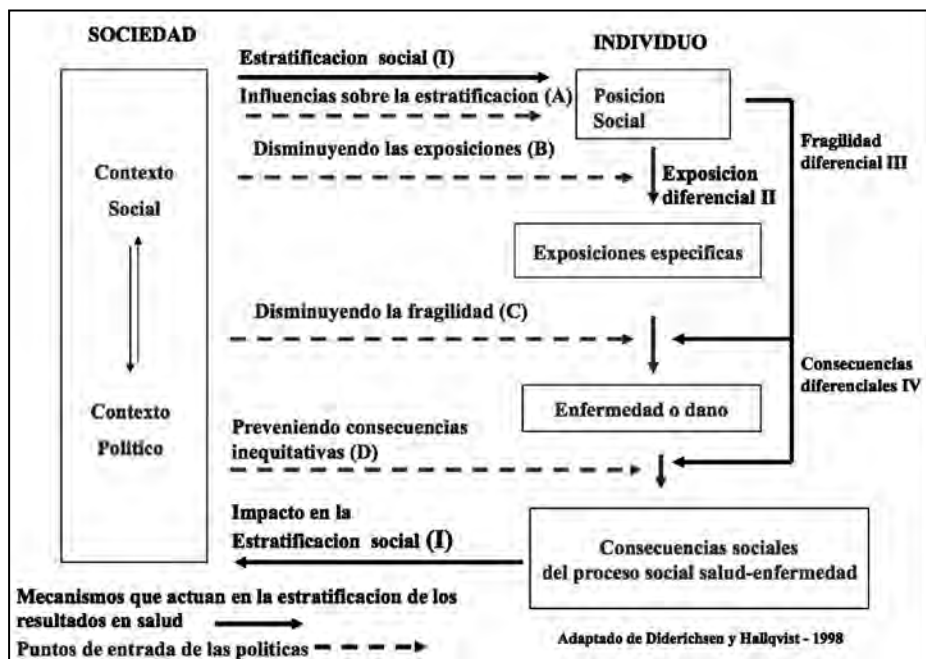 SOCIEDAD
INDIVIDUO
Estratificacion social (I)
Influencias sobre la estratificacion (A)
Posicion
Social
Disminuyendo las exposiciones (B)
Fragilidad
diferencial III
Contexto
Social
Exposicion
diferencial II
Exposiciones especificas
Disminuyendo la fragilidad (C)
Consecuencias
diferenciales IV
Contexto
Politico
Enfermedad o dano
Preveniendo consecuencias
inequitativas (D)
Impacto en la
Estratificacion social (I)
Consecuencias sociales
del proceso social salud-enfermedad
Mecanismos que actuan en la estratificacion de los
resultados en salud
Puntos de entrada de las politicas
Adaptado de Diderichsen y Hallqvist - 1998